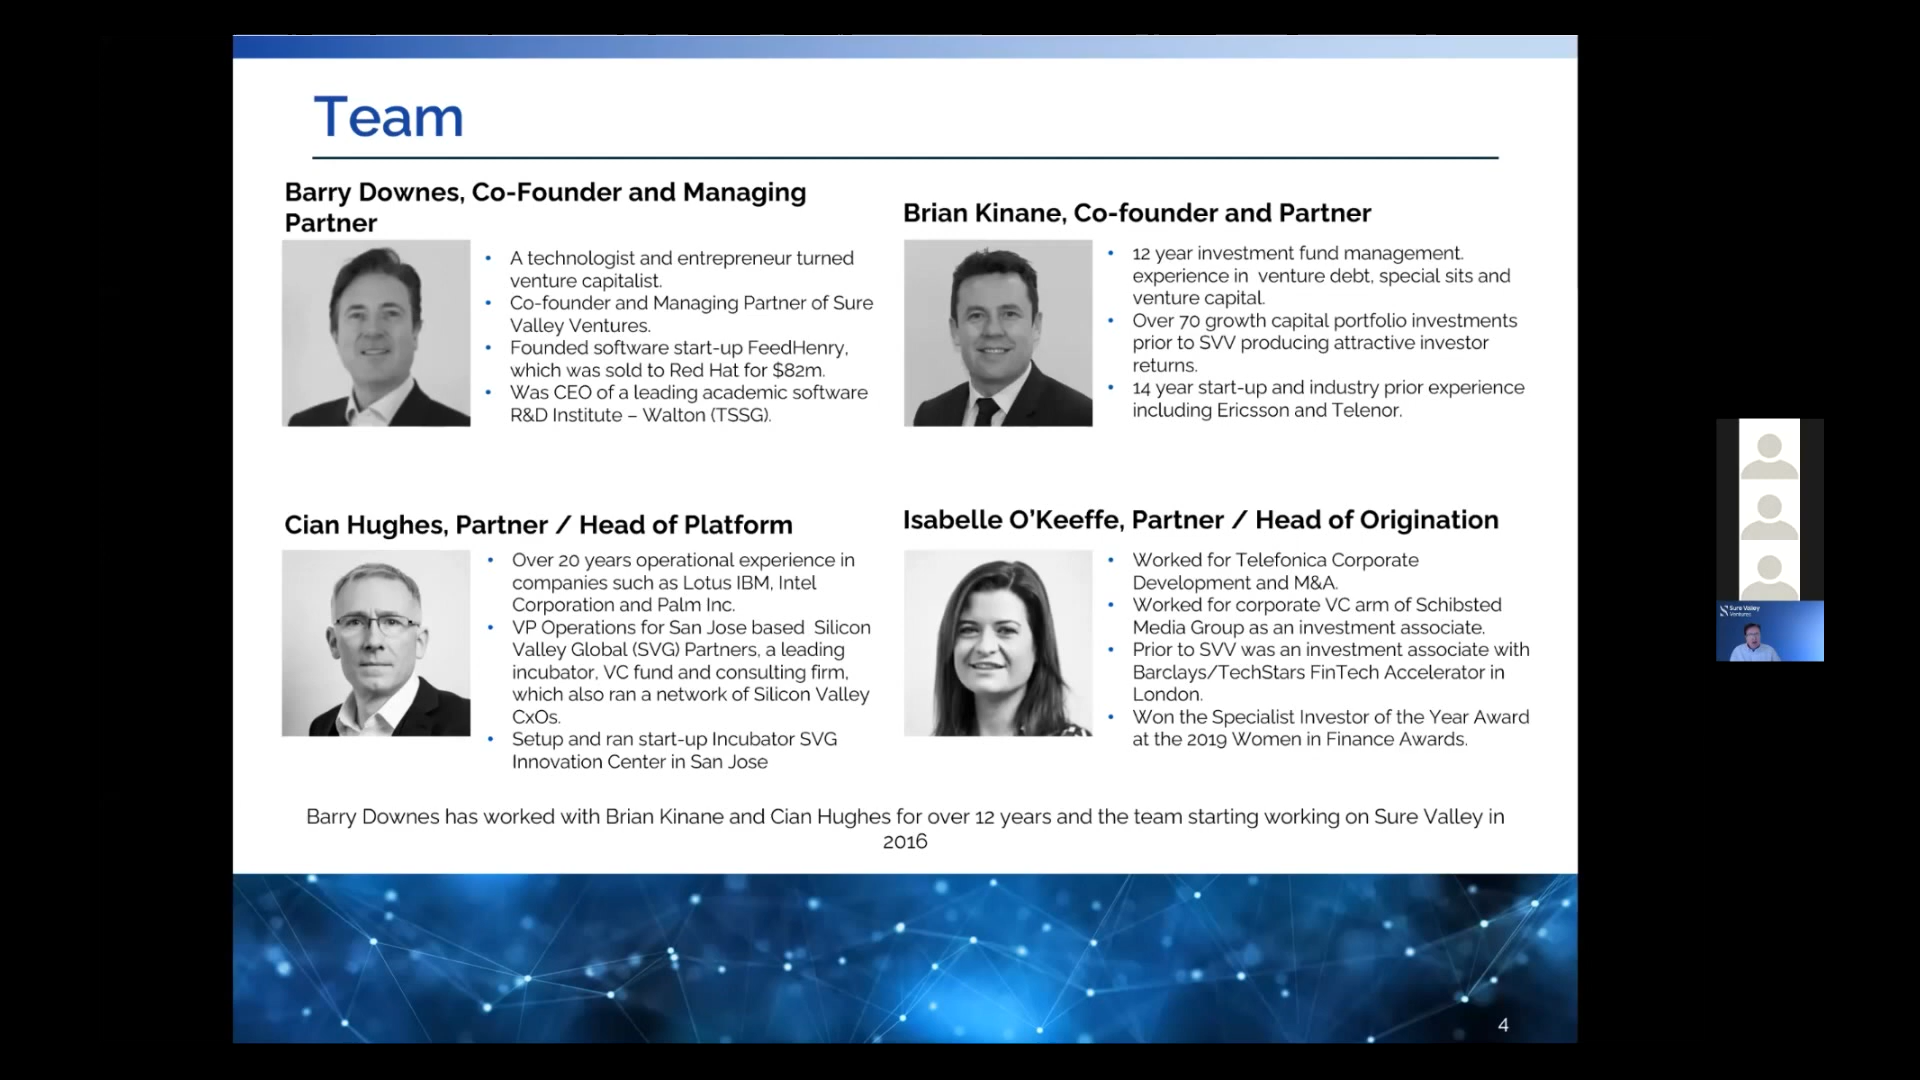 Team
Barry Downes, Co-Founder and Managing
Partner
• A technologist and entrepreneur turned
venture capitalist.
• Co-founder and Managing Partner of Sure
Valley Ventures.
• Founded software start-up FeedHenry,
which was sold to Red Hat for $82m.
• Was CEO of a leading academic software
R&D Institute – Walton (TSSG).
Brian Kinane, Co-founder and Partner
• 12 year investment fund management.
experience in venture debt, special sits and
venture capital.
• Over 70 growth capital portfolio investments
prior to SVV producing attractive investor
returns.
• 14 year start-up and industry prior experience
including Ericsson and Telenor.
Cian Hughes, Partner / Head of Platform
• Over 20 years operational experience in
companies such as Lotus IBM, Intel
Corporation and Palm Inc.
• VP Operations for San Jose based Silicon
Valley Global (SVG) Partners, a leading
incubator, VC fund and consulting firm,
which also ran a network of Silicon Valley
CxOs.
• Setup and ran start-up Incubator SVG
Innovation Center in San Jose
Isabelle O'Keeffe, Partner / Head of Origination
• Worked for Telefonica Corporate
Development and M&A.
• Worked for corporate VC arm of Schibsted
Media Group as an investment associate.
• Prior to SVV was an investment associate with
Barclays/TechStars FinTech Accelerator in
London.
• Won the Specialist Investor of the Year Award
at the 2019 Women in Finance Awards.
Barry Downes has worked with Brian Kinane and Cian Hughes for over 12 years and the team starting working on Sure Valley in
2016
4
Sure Valley
Ventures